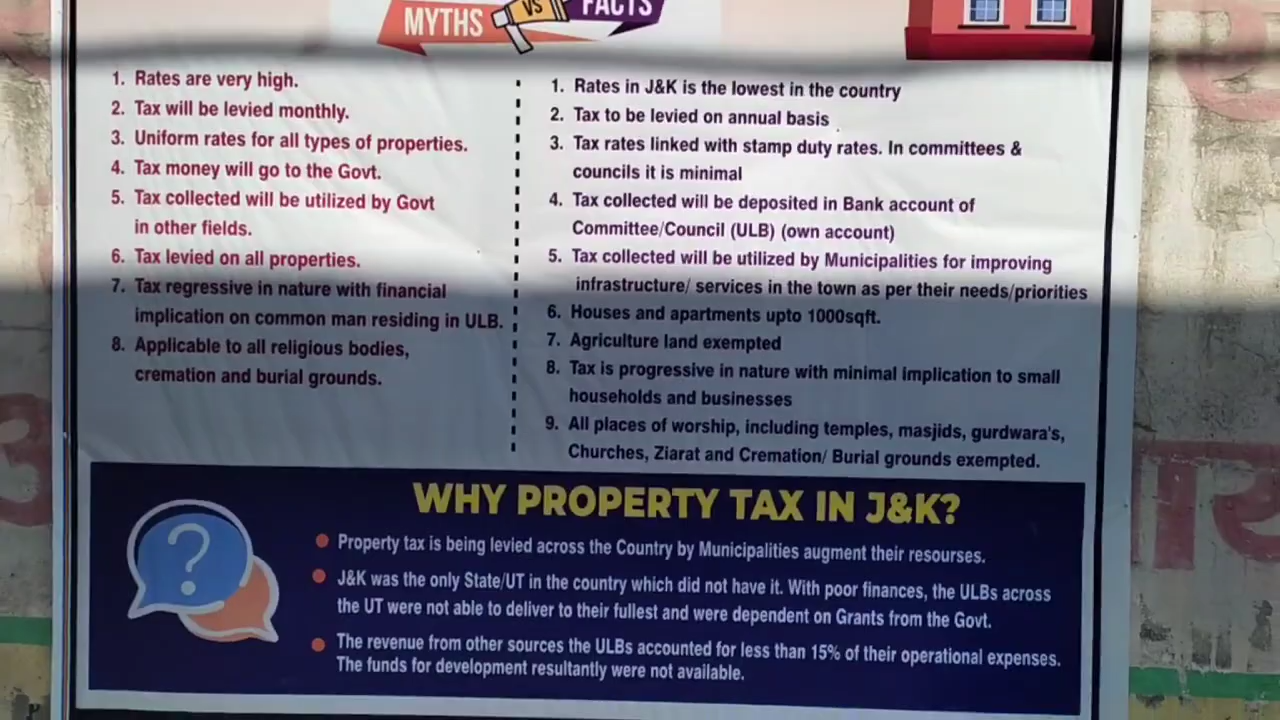 MYTHS
VS
FACTS
1. Rates are very high.
2. Tax will be levied monthly.
3. Uniform rates for all types of properties.
4. Tax money will go to the Govt.
5. Tax collected will be utilized by Govt
in other fields.
6. Tax levied on all properties.
7. Tax regressive in nature with financial
implication on common man residing in ULB.
8. Applicable to all religious bodies,
cremation and burial grounds.
1. Rates in J&K is the lowest in the country
2. Tax to be levied on annual basis
3. Tax rates linked with stamp duty rates. In committees &
councils it is minimal
4. Tax collected will be deposited in Bank account of
Committee/Council (ULB) (own account)
5. Tax collected will be utilized by Municipalities for improving
infrastructure/ services in the town as per their needs/priorities
6. Houses and apartments upto 1000sqft.
7. Agriculture land exempted
8. Tax is progressive in nature with minimal implication to small
households and businesses
9. All places of worship, including temples, masjids, gurdwara's,
Churches, Ziarat and Cremation/ Burial grounds exempted.
WHY PROPERTY TAX IN J&K?
Property tax is being levied across the Country by Municipalities augment their resourses.
J&K was the only State/UT in the country which did not have it. With poor finances, the ULBs across
the UT were not able to deliver to their fullest and were dependent on Grants from the Govt.
The revenue from other sources the ULBs accounted for less than 15% of their operational expenses.
The funds for development resultantly were not available.